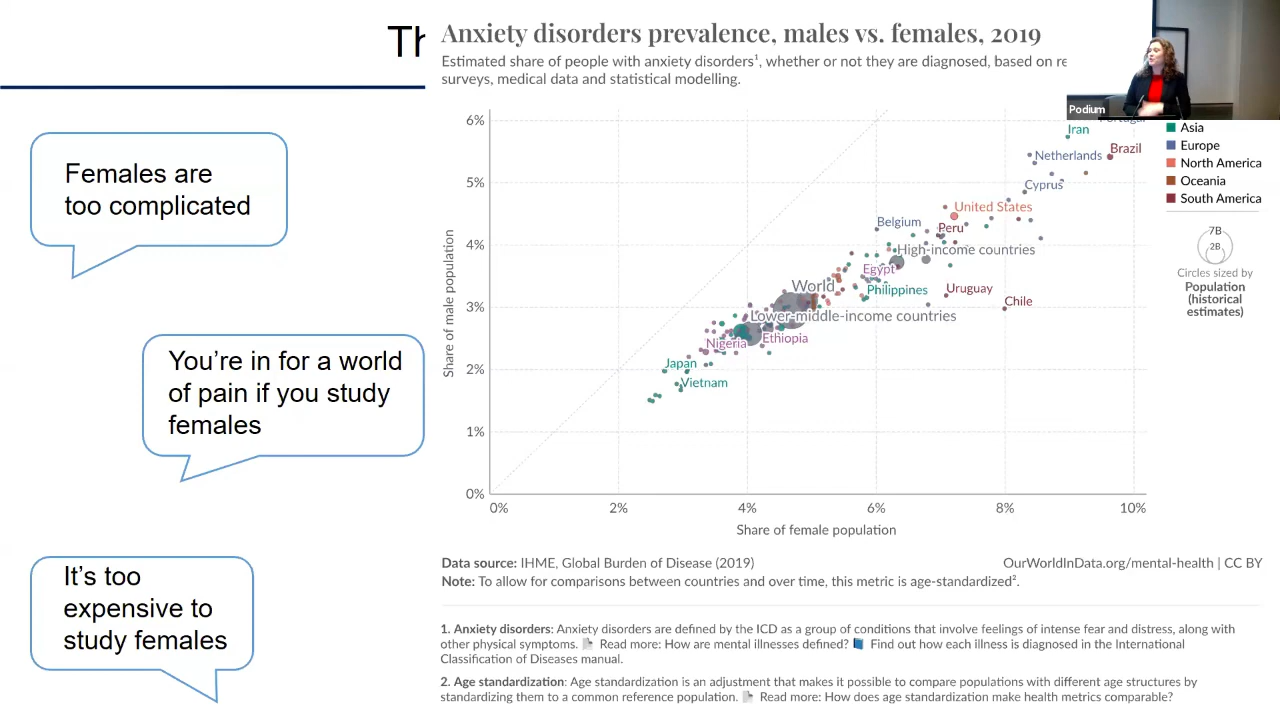 Th
Females are
too complicated
You're in for a world
of pain if you study
females
It's too
expensive to
study females
Anxiety disorders prevalence, males vs. females, 2019
Estimated share of people with anxiety disorders¹, whether or not they are diagnosed, based on re
surveys, medical data and statistical modelling.
Podium
Share of male population
6%
5%
4%
3%
2%
1%
0%
Portugal
Iran
Brazil
Netherlands
Cyprus
United States
Belgium
Peru
High-income countries
Egypt
World
Philippines
Uruguay
Chile
Lower-middle-income countries
Nigeria
Ethiopia
Japan
Vietnam
0% 2% 4% 6% 8% 10%
Share of female population
Asia
Europe
North America
Oceania
South America
7B
2B
Circles sized by
Population
(historical
estimates)
Data source: IHME, Global Burden of Disease (2019)
OurWorldInData.org/mental-health | CC BY
Note: To allow for comparisons between countries and over time, this metric is age-standardized².
1. Anxiety disorders: Anxiety disorders are defined by the ICD as a group of conditions that involve feelings of intense fear and distress, along with
other physical symptoms. Read more: How are mental illnesses defined? Find out how each illness is diagnosed in the International
Classification of Diseases manual.
2. Age standardization: Age standardization is an adjustment that makes it possible to compare populations with different age structures by
standardizing them to a common reference population. Read more: How does age standardization make health metrics comparable?